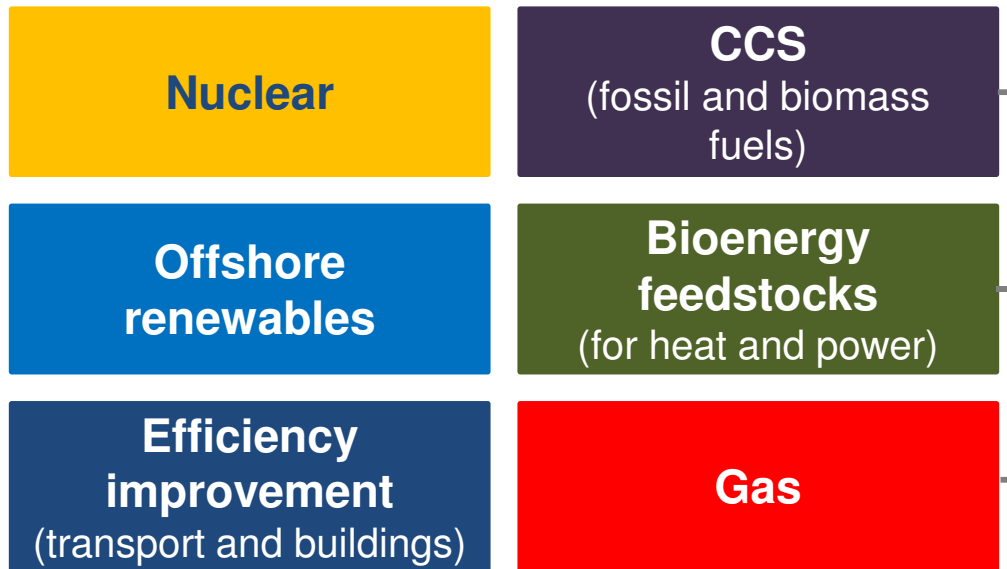 Nuclear
CCS
(fossil and biomass
fuels)
Offshore
renewables
Bioenergy
feedstocks
(for heat and power)
Efficiency
improvement
(transport and buildings)
Gas